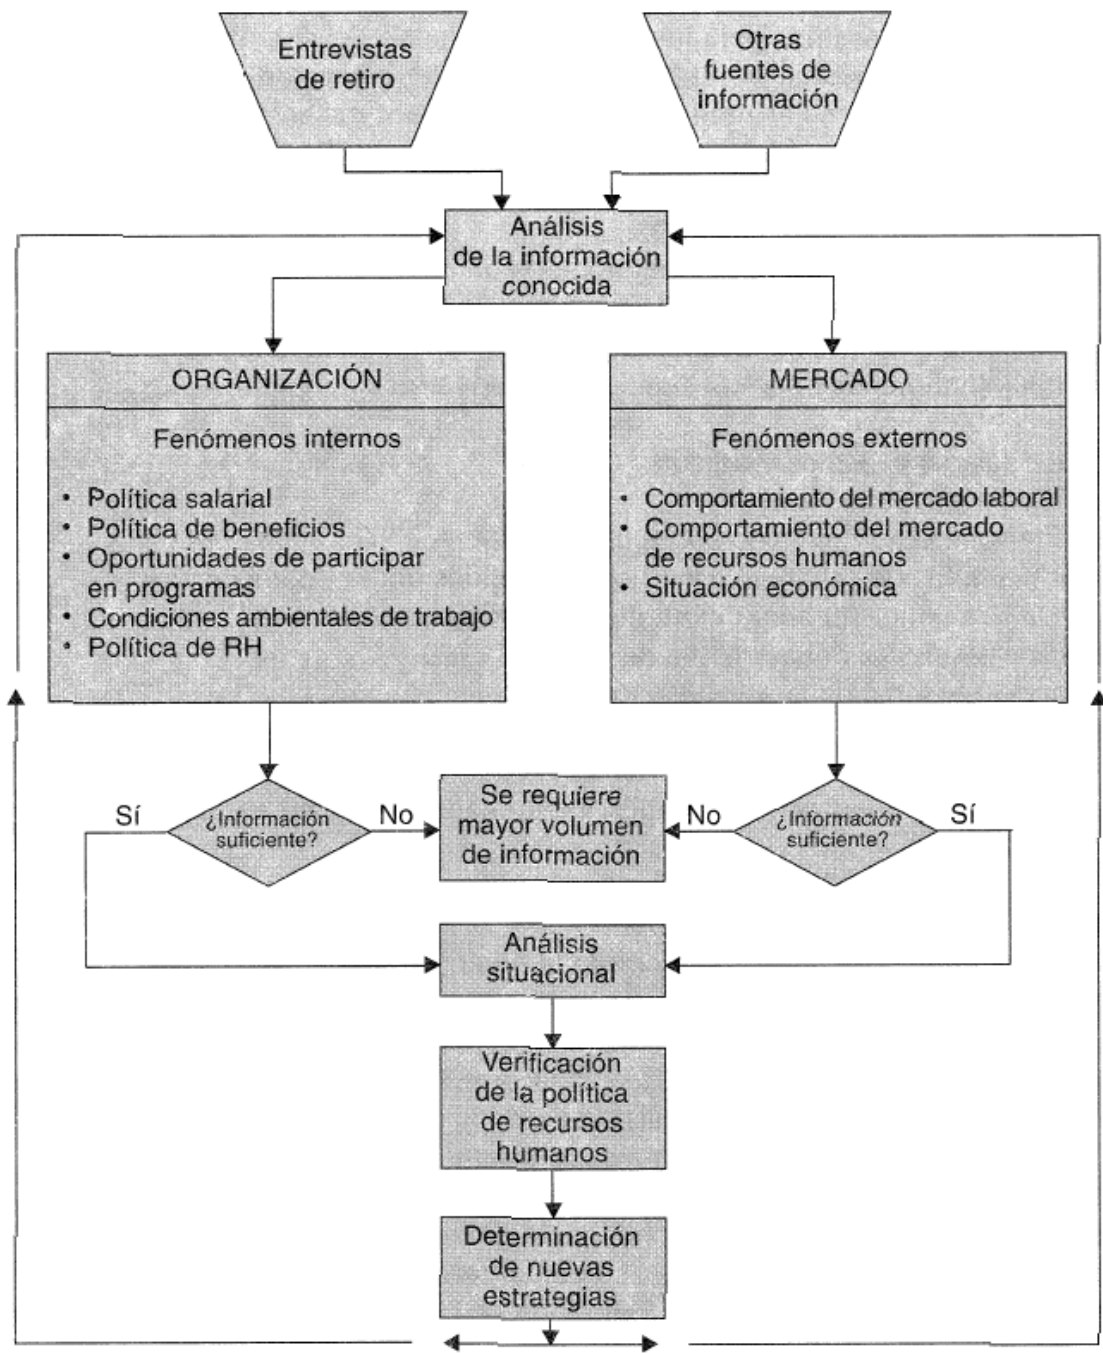 Entrevistas
de retiro
Otras
fuentes de
información
Análisis
de la información
conocida
ORGANIZACIÓN
Fenómenos internos
• Política salarial
• Política de beneficios
• Oportunidades de participar
en programas
• Condiciones ambientales de trabajo
• Política de RH
MERCADO
Fenómenos externos
• Comportamiento del mercado laboral
• Comportamiento del mercado
de recursos humanos
• Situación económica
Sí
¿Información
suficiente?
No
Se requiere
mayor volumen
de información
No
¿Información
suficiente?
Sí
Análisis
situacional
Verificación
de la política
de recursos
humanos
Determinación
de nuevas
estrategias